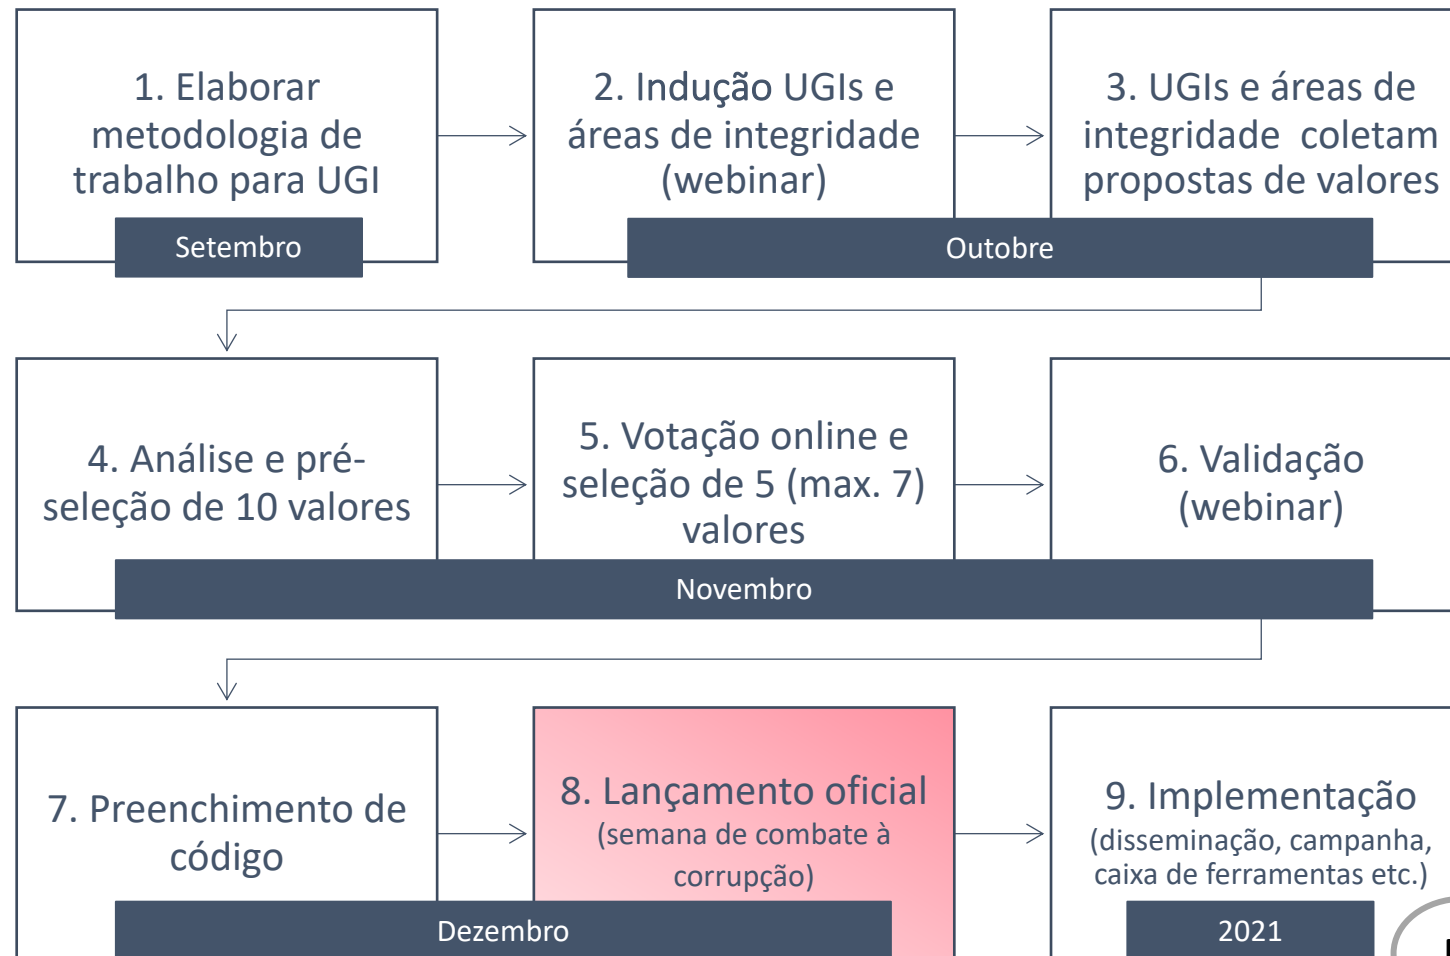 1. Elaborar
metodologia de
trabalho para UGI
Setembro
2. Indução UGIs e
áreas de integridade
(webinar)
3. UGIs e áreas de
integridade coletam
propostas de valores
Outobre
4. Análise e pré-
seleção de 10 valores
5. Votação online e
seleção de 5 (max. 7)
valores
6. Validação
(webinar)
Novembro
7. Preenchimento de
código
8. Lançamento oficial
(semana de combate à
corrupção)
Dezembro
9. Implementação
(disseminação, campanha,
caixa de ferramentas etc.)
2021